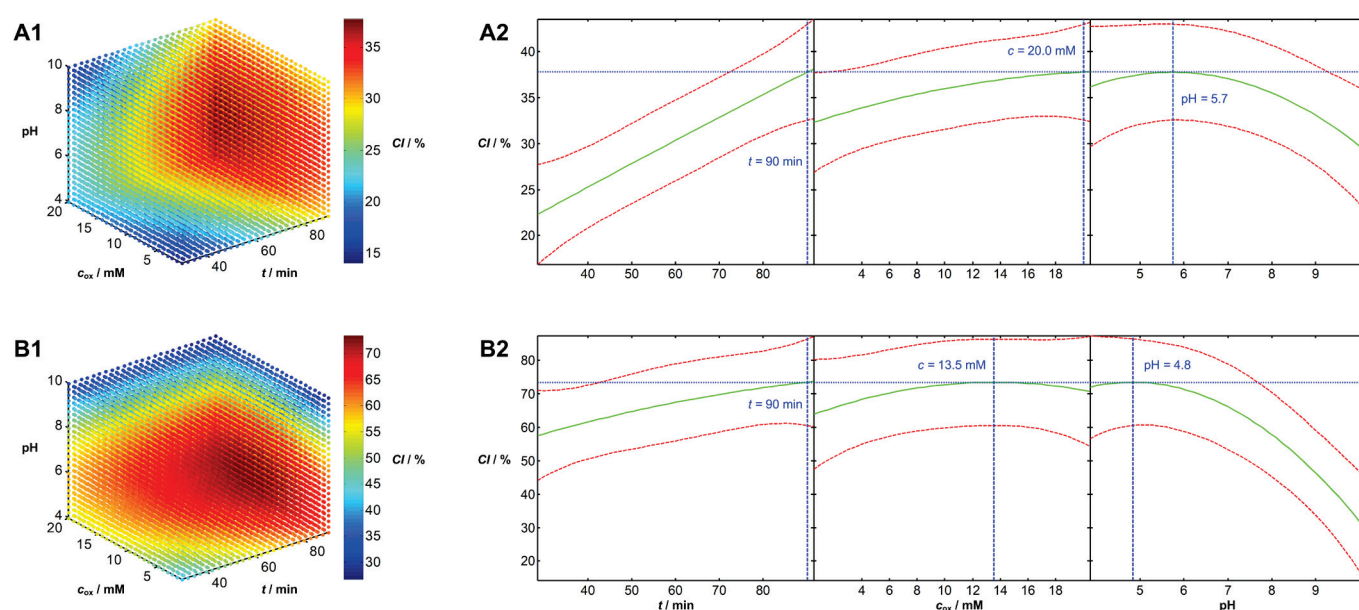 A1
10
8
pH
6
4
20
15
10
5
c_ox / mM
40
60
80
t / min
35
30
CI / %
25
20
15
A2
40
35
CI / %
30
25
20
t = 90 min
c = 20.0 mM
pH = 5.7
40 50 60 70 80
4 6 8 10 12 14 16 18
5 6 7 8 9
B1
10
8
pH
6
4
20
15
10
5
c_ox / mM
40
60
80
t / min
70
65
60
55
CI / %
50
45
40
35
30
B2
80
70
60
CI / %
50
40
30
20
t = 90 min
c = 13.5 mM
pH = 4.8
40 50 60 70 80
t / min
4 6 8 10 12 14 16 18
c_ox / mM
5 6 7 8 9
pH